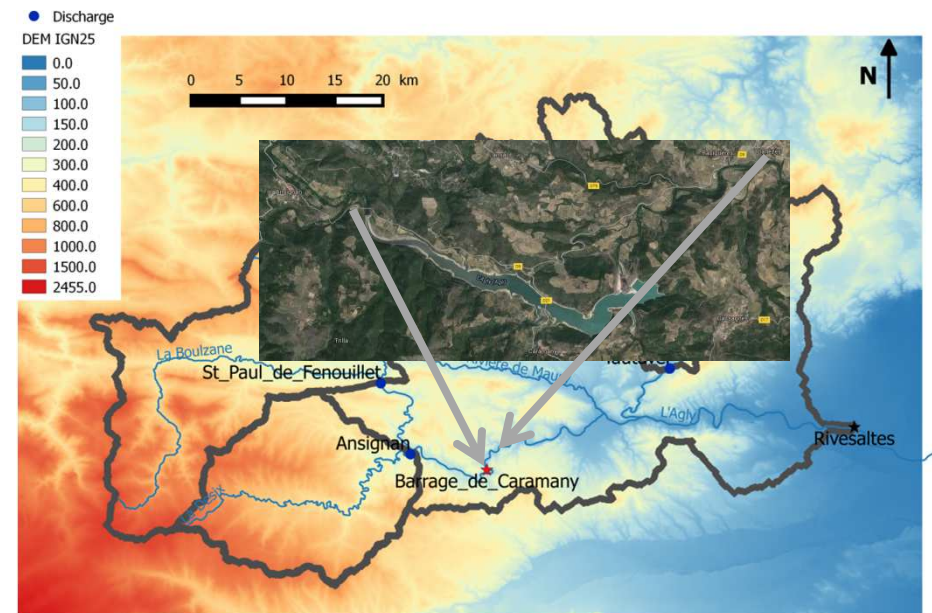 Discharge
DEM IGN25
0.0
50.0
100.0
150.0
200.0
300.0
400.0
600.0
800.0
1000.0
1500.0
2455.0
0 5 10 15 20 km
N
Trilla
La Boulzane
St_Paul_de_Fenouillet
L'Agly
Rivesaltes
Ansignan
Barrage_de_Caramany